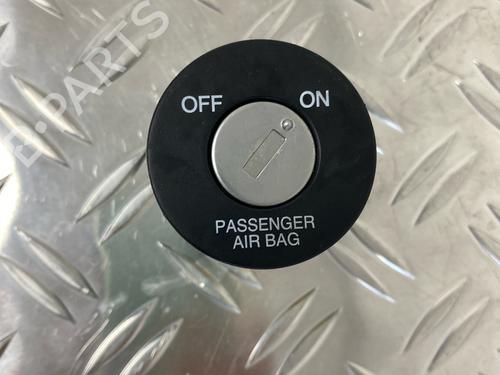 B-PARTS
OFF ON
PASSENGER
AIR BAG